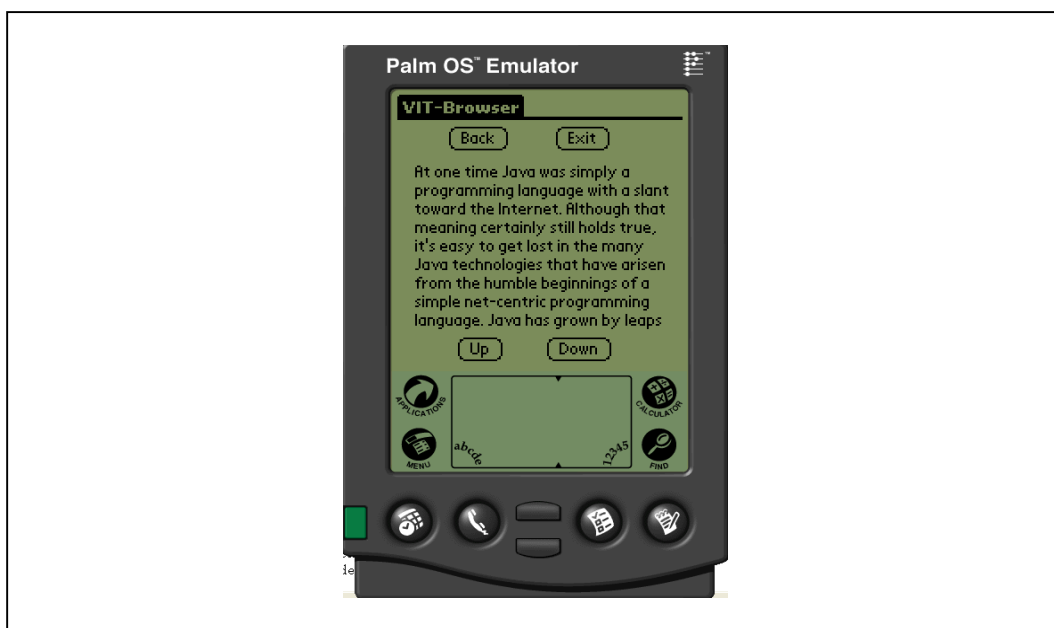 Palm OS™ Emulator
VIT-Browser
Back Exit
At one time Java was simply a
programming language with a slant
toward the Internet. Although that
meaning certainly still holds true,
it's easy to get lost in the many
Java technologies that have arisen
from the humble beginnings of a
simple net-centric programming
language. Java has grown by leaps
Up Down
APPLICATIONS
CALCULATOR
abcde
12345
MENU
FIND
de